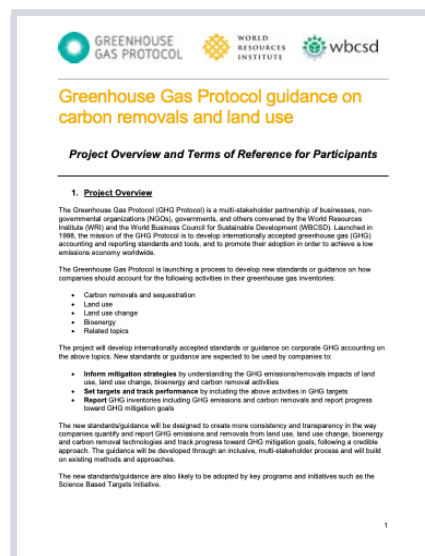 GREENHOUSE
GAS PROTOCOL
WORLD
RESOURCES
INSTITUTE
wbcsd
Greenhouse Gas Protocol guidance on
carbon removals and land use
Project Overview and Terms of Reference for Participants
1. Project Overview
The Greenhouse Gas Protocol (GHG Protocol) is a multi-stakeholder partnership of businesses, non-
governmental organizations (NGOs), governments, and others convened by the World Resources
Institute (WRI) and the World Business Council for Sustainable Development (WBCSD). Launched in
1998, the mission of the GHG Protocol is to develop internationally accepted greenhouse gas (GHG)
accounting and reporting standards and tools, and to promote their adoption in order to achieve a low
emissions economy worldwide.
The Greenhouse Gas Protocol is launching a process to develop new standards or guidance on how
companies should account for the following activities in their greenhouse gas inventories:
• Carbon removals and sequestration
• Land use
• Land use change
• Bioenergy
• Related topics
The project will develop internationally accepted standards or guidance on corporate GHG accounting on
the above topics. New standards or guidance are expected to be used by companies to:
• Inform mitigation strategies by understanding the GHG emissions/removals impacts of land
use, land use change, bioenergy and carbon removal activities
• Set targets and track performance by including the above activities in GHG targets
• Report GHG inventories including GHG emissions and carbon removals and report progress
toward GHG mitigation goals
The new standards/guidance will be designed to create more consistency and transparency in the way
companies quantify and report GHG emissions and removals from land use, land use change, bioenergy
and carbon removal technologies and track progress toward GHG mitigation goals, following a credible
approach. The guidance will be developed through an inclusive, multi-stakeholder process and will build
on existing methods and approaches.
The new standards/guidance are also likely to be adopted by key programs and initiatives such as the
Science Based Targets Initiative.
1